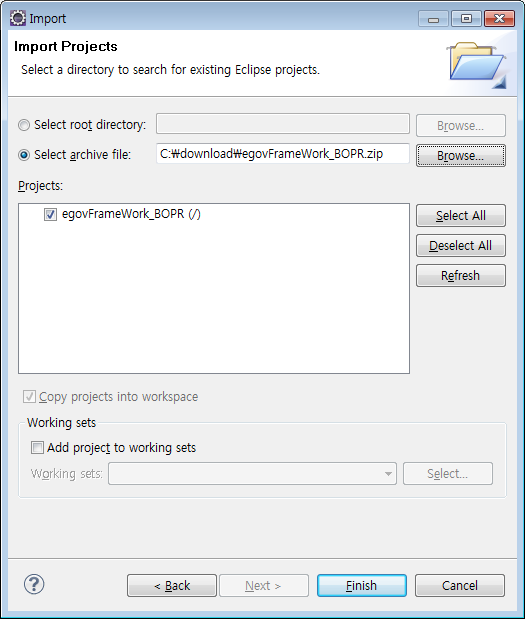 Import
Import Projects
Select a directory to search for existing Eclipse projects.
Select root directory:
Browse...
Select archive file:
C:₩download₩egovFrameWork_BOPR.zip
Browse...
Projects:
egovFrameWork_BOPR (/)
Select All
Deselect All
Refresh
Copy projects into workspace
Working sets
Add project to working sets
Working sets:
Select...
?
< Back
Next >
Finish
Cancel